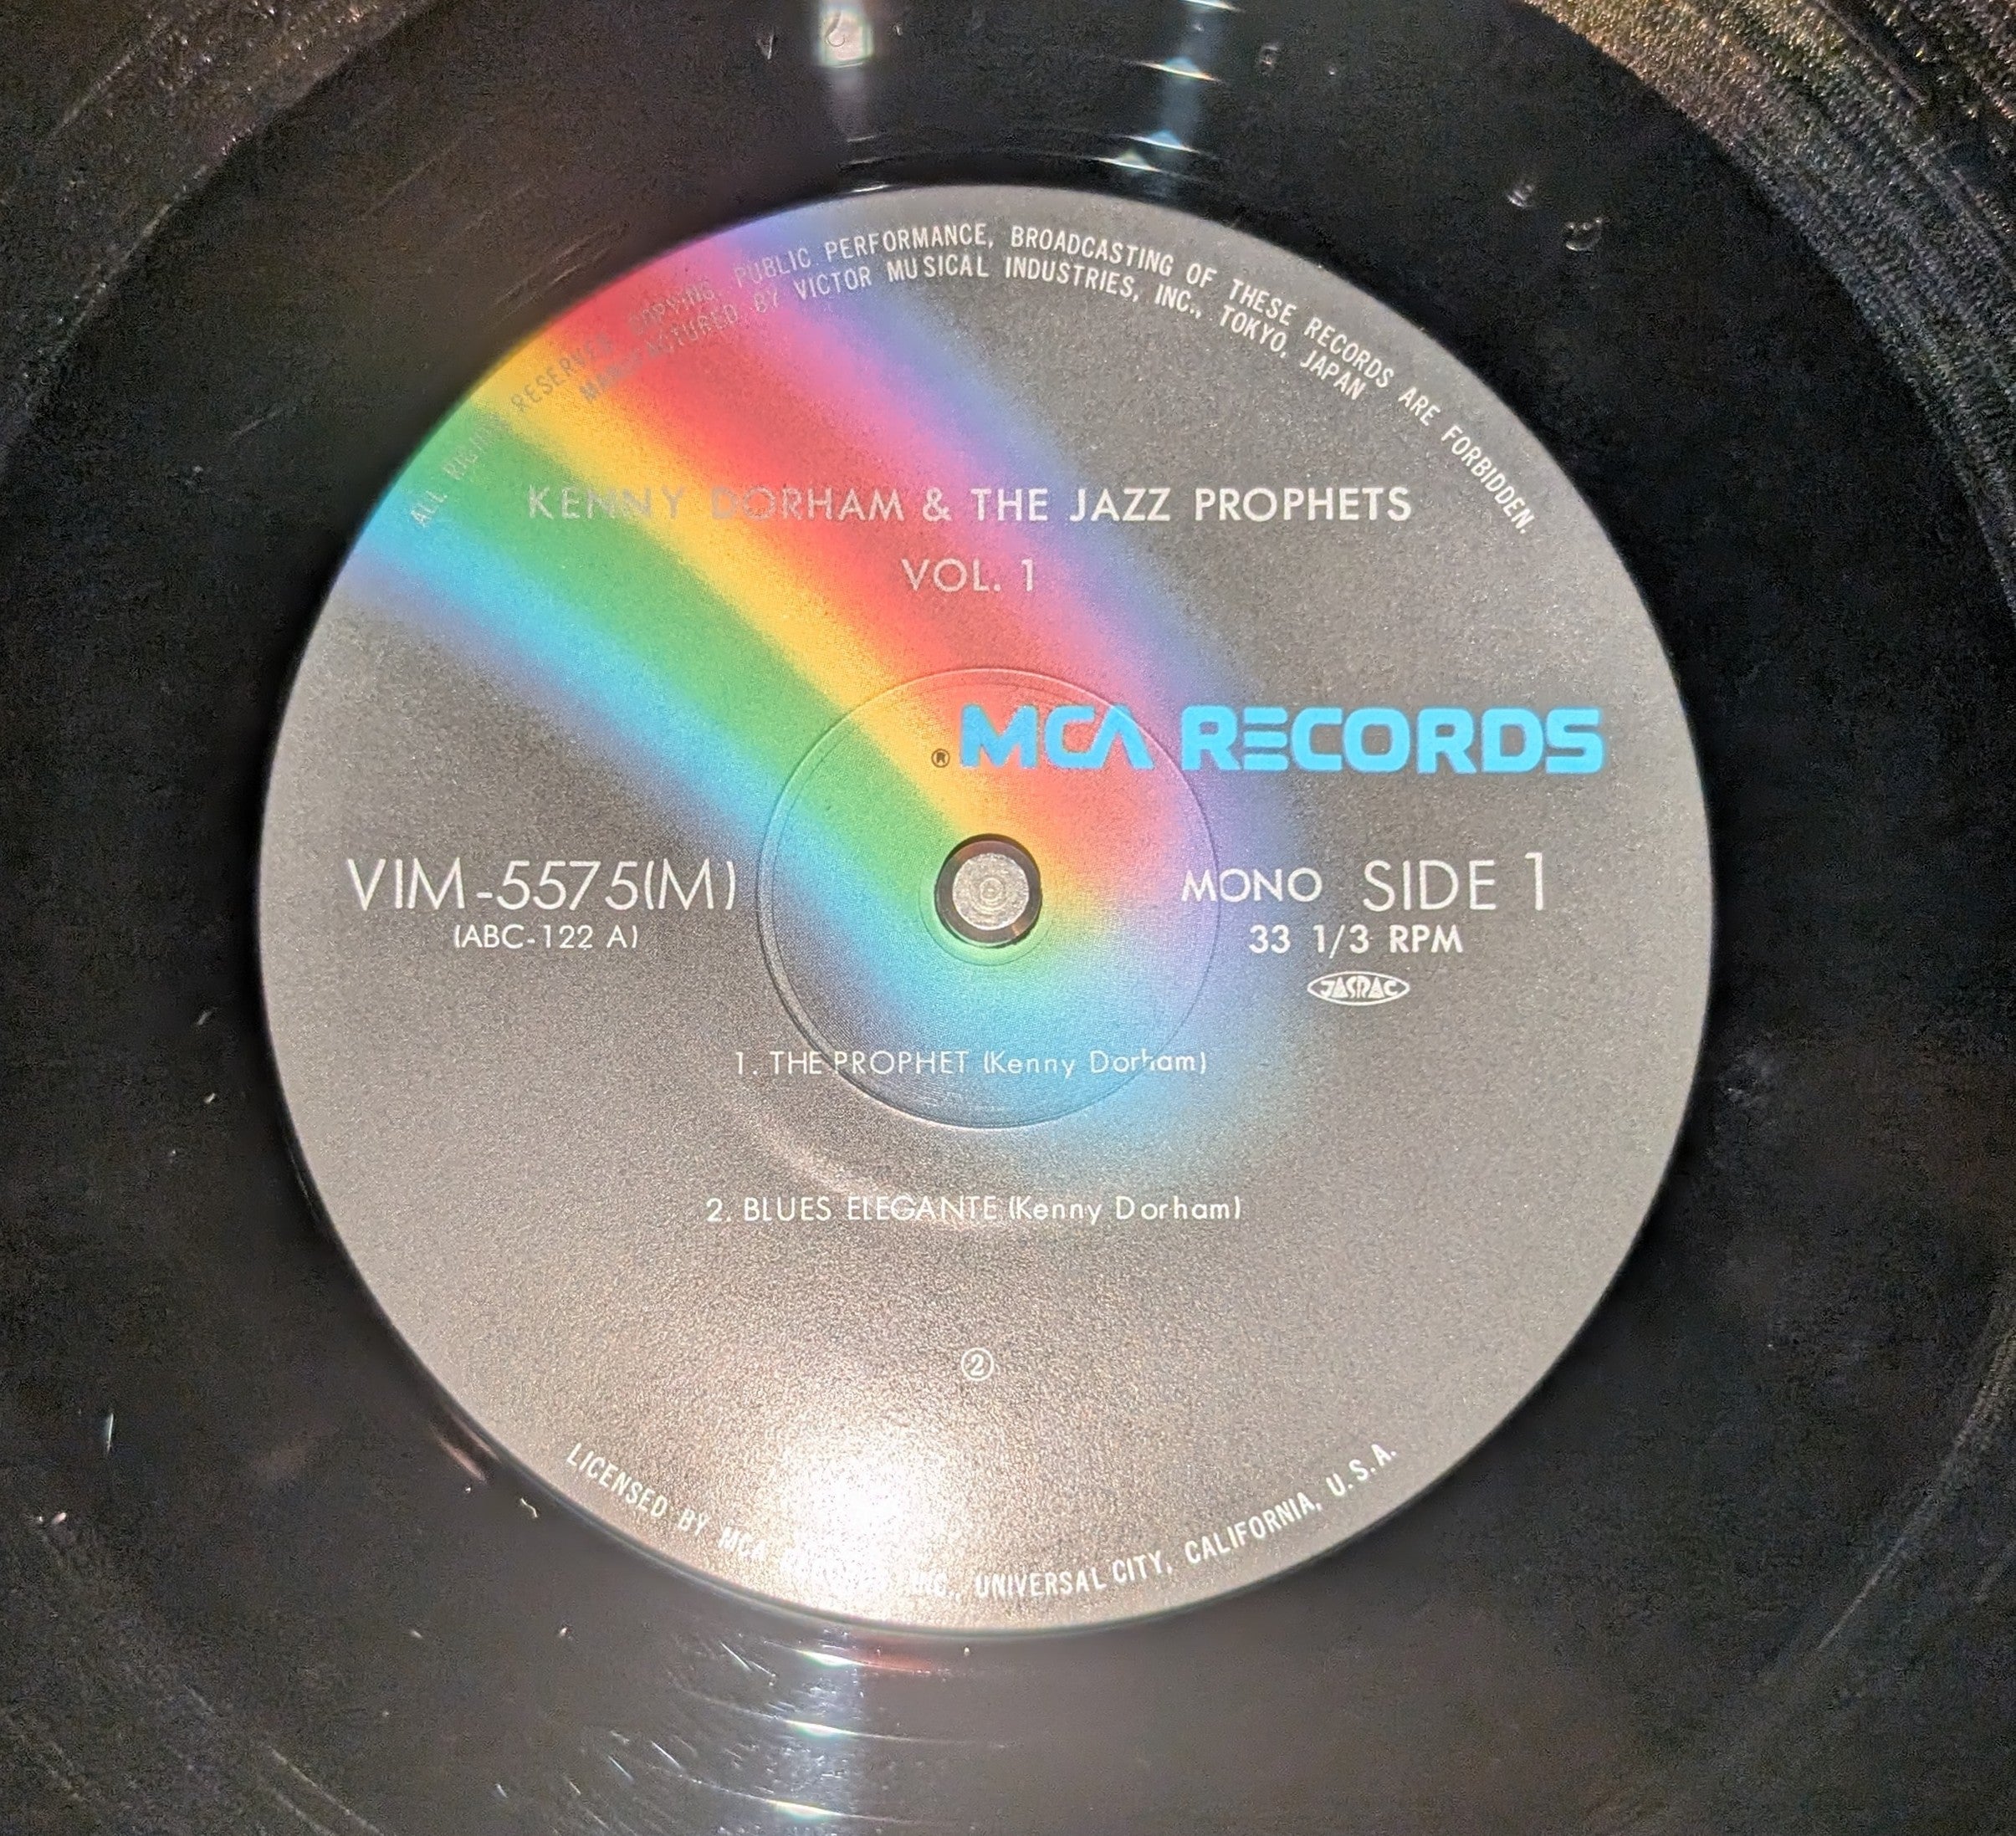 ALL RIGHTS RESERVED. COPYING, PUBLIC PERFORMANCE, BROADCASTING OF THESE RECORDS ARE FORBIDDEN.
MANUFACTURED BY VICTOR MUSICAL INDUSTRIES, INC., TOKYO, JAPAN
KENNY DORHAM & THE JAZZ PROPHETS
VOL. 1
® MCA RECORDS
VIM-5575(M)
(ABC-122 A)
MONO SIDE 1
33 1/3 RPM
JASRAC
1. THE PROPHET (Kenny Dorham)
2. BLUES ELEGANTE (Kenny Dorham)
②
LICENSED BY MCA INC., UNIVERSAL CITY, CALIFORNIA, U.S.A.